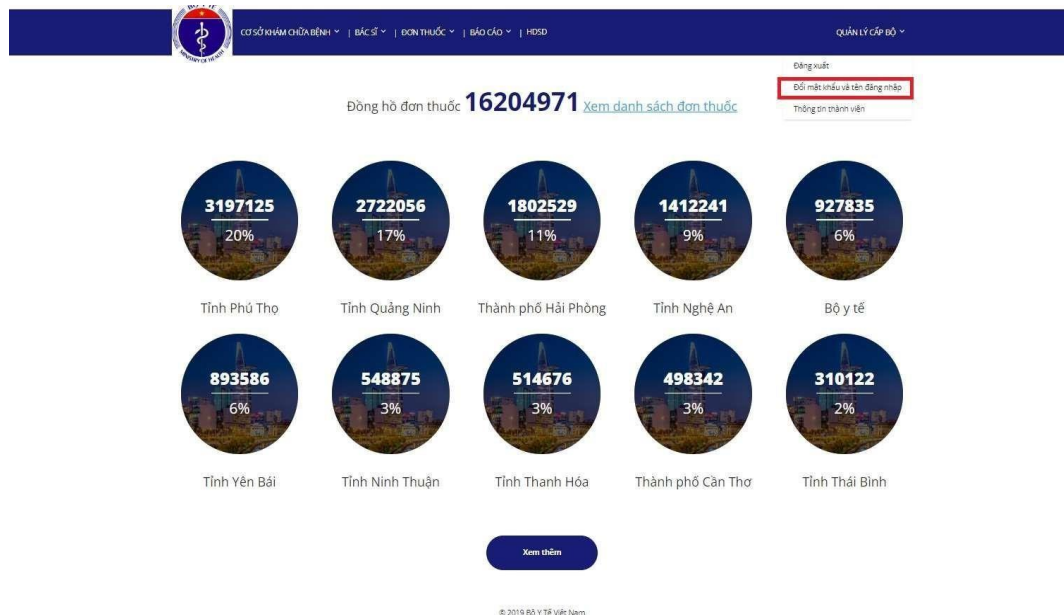 BỘ Y TẾ
MINISTRY OF HEALTH
CƠ SỞ KHÁM CHỮA BỆNH | BÁC SĨ | ĐƠN THUỐC | BÁO CÁO | HDSD
QUẢN LÝ CẤP BỘ
Đăng xuất
Đổi mật khẩu và tên đăng nhập
Thông tin thành viên
Đồng hồ đơn thuốc 16204971 Xem danh sách đơn thuốc
3197125 2722056 1802529 1412241 927835
20% 17% 11% 9% 6%
Tỉnh Phú Thọ Tỉnh Quảng Ninh Thành phố Hải Phòng Tỉnh Nghệ An Bộ y tế
893586 548875 514676 498342 310122
6% 3% 3% 3% 2%
Tỉnh Yên Bái Tỉnh Ninh Thuận Tỉnh Thanh Hóa Thành phố Cần Thơ Tỉnh Thái Bình
Xem thêm
© 2019 Bộ Y Tế Việt Nam